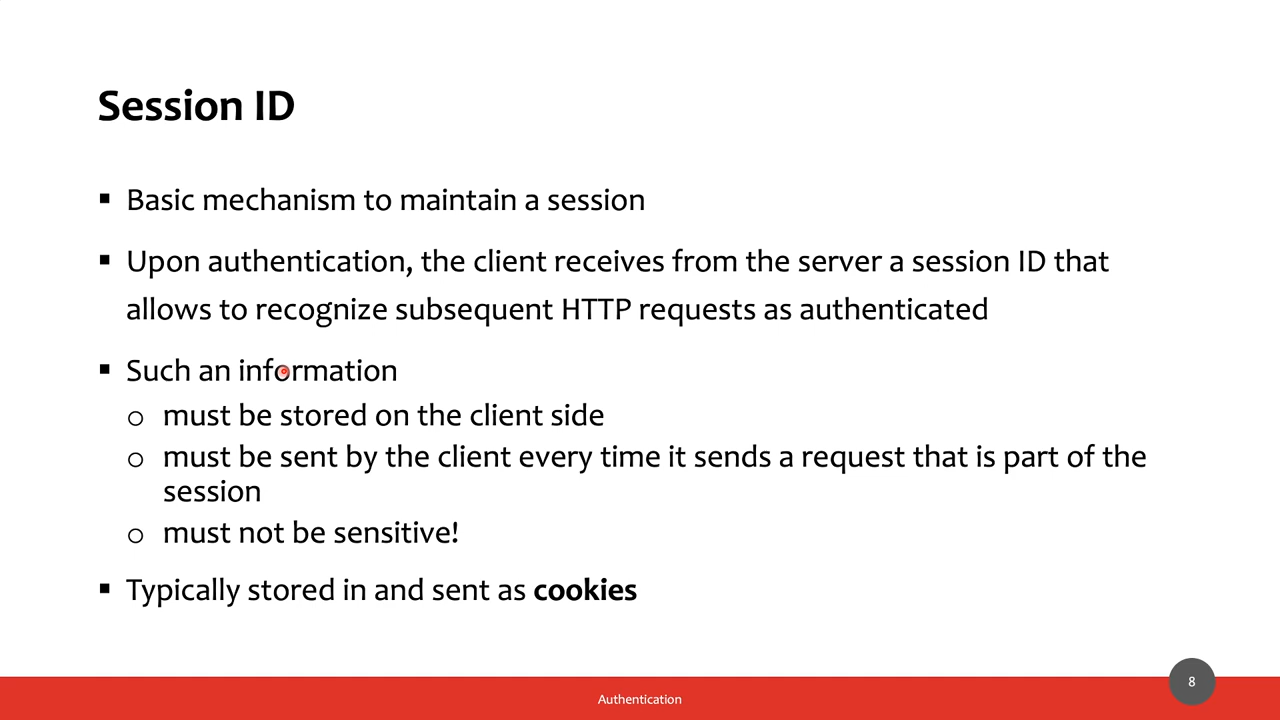 Session ID
▪ Basic mechanism to maintain a session
▪ Upon authentication, the client receives from the server a session ID that
allows to recognize subsequent HTTP requests as authenticated
▪ Such an information
o must be stored on the client side
o must be sent by the client every time it sends a request that is part of the
session
o must not be sensitive!
▪ Typically stored in and sent as cookies
Authentication
8